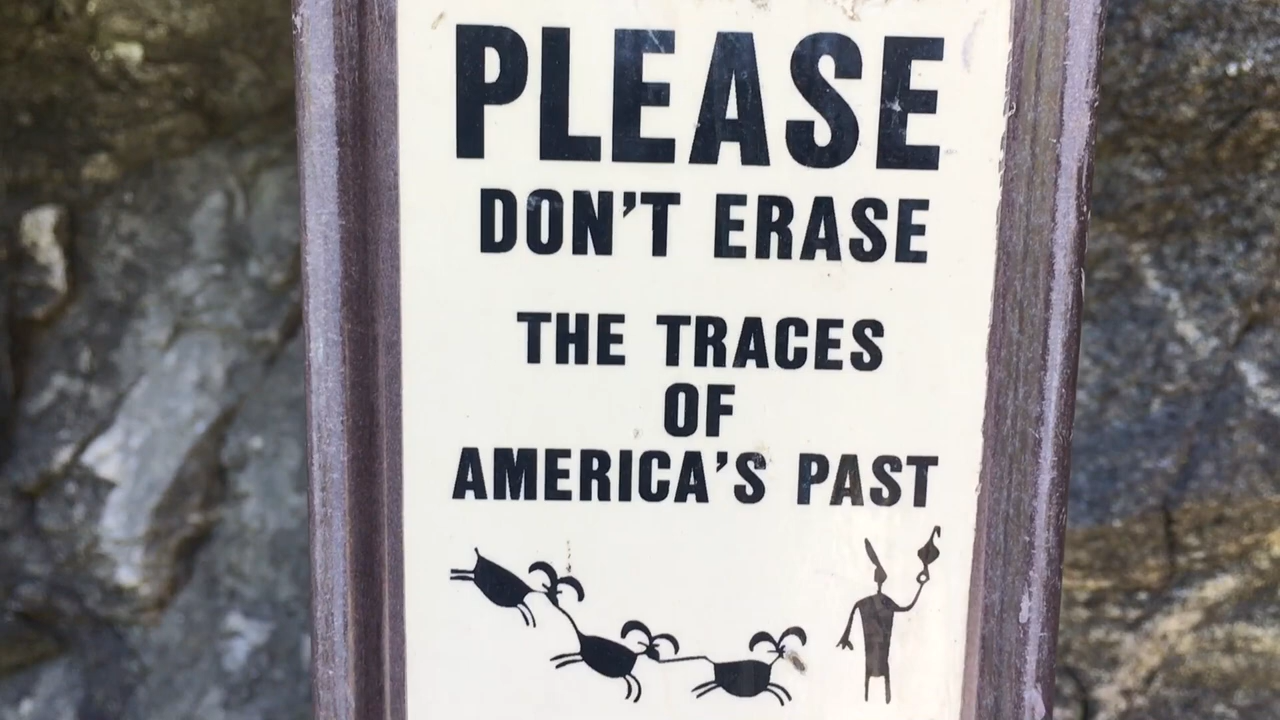 PLEASE
DON'T ERASE
THE TRACES
OF
AMERICA'S PAST